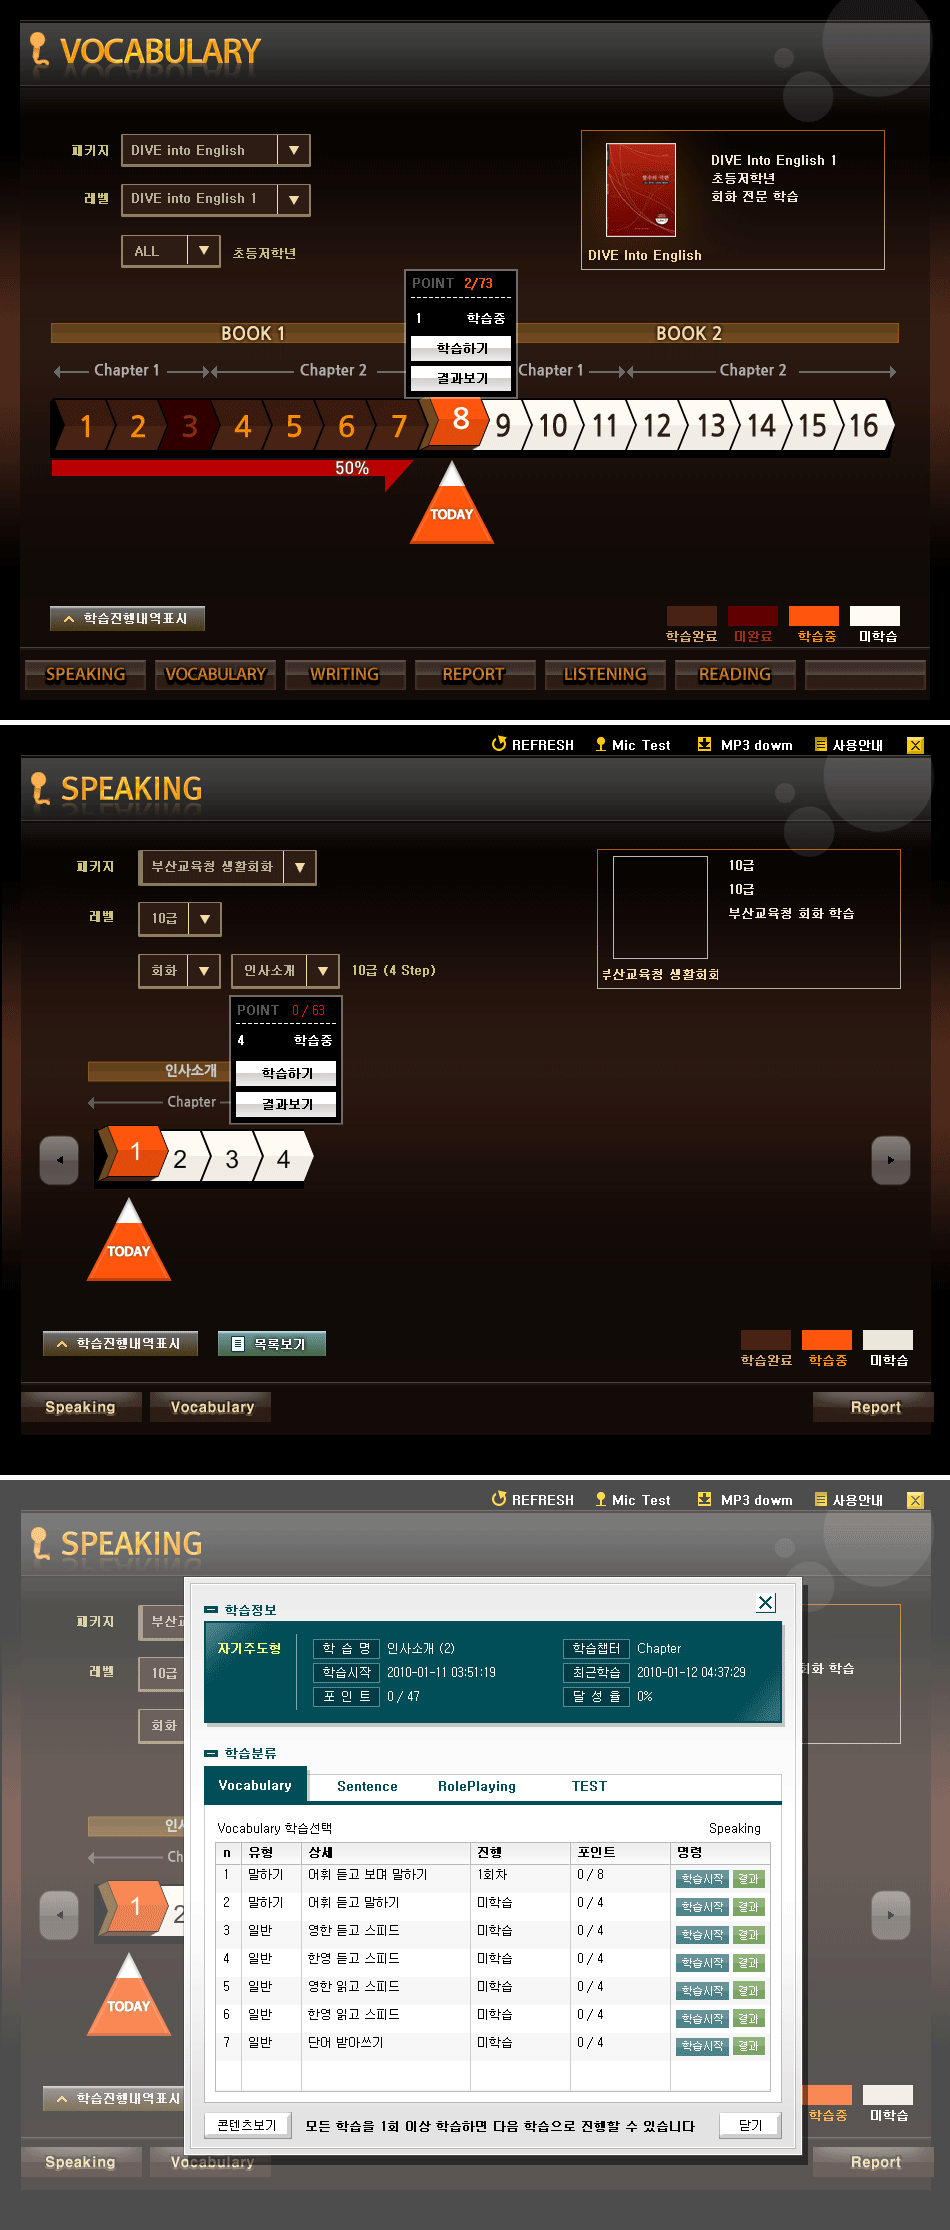 VOCABULARY
패키지
DIVE into English
레벨
DIVE into English 1
ALL
초등저학년
DIVE Into English 1
초등저학년
회화 전문 학습
DIVE Into English
POINT 2/73
1 학습중
학습하기
결과보기
BOOK 1
BOOK 2
Chapter 1
Chapter 2
Chapter 1
Chapter 2
1 2 3 4 5 6 7 8 9 10 11 12 13 14 15 16
50%
TODAY
학습진행내역표시
학습완료
미완료
학습중
미학습
SPEAKING
VOCABULARY
WRITING
REPORT
LISTENING
READING
REFRESH
Mic Test
MP3 dowm
사용안내
SPEAKING
패키지
부산교육청 생활회화
레벨
10급
회화
인사소개
10급 (4 Step)
10급
10급
부산교육청 회화 학습
부산교육청 생활회화
POINT 0 / 63
4 학습중
학습하기
결과보기
인사소개
Chapter
1 2 3 4
TODAY
학습진행내역표시
목록보기
학습완료
학습중
미학습
Speaking
Vocabulary
Report
REFRESH
Mic Test
MP3 dowm
사용안내
SPEAKING
패키지
부산교
레벨
10급
회화
회화 학습
인사
Ch
1 2
TODAY
학습진행내역표시
학습중
미학습
Speaking
Vocabulary
Report
학습정보
자기주도형
학 습 명 인사소개 (2)
학습챕터 Chapter
학습시작 2010-01-11 03:51:19
최근학습 2010-01-12 04:37:29
포 인 트 0 / 47
달 성 율 0%
학습분류
Vocabulary
Sentence
RolePlaying
TEST
Vocabulary 학습선택
Speaking
n 유형 상세 진행 포인트 명령
1 말하기 어휘 듣고 보며 말하기 1회차 0 / 8 학습시작 결과
2 말하기 어휘 듣고 말하기 미학습 0 / 4 학습시작 결과
3 일반 영한 듣고 스피드 미학습 0 / 4 학습시작 결과
4 일반 한영 듣고 스피드 미학습 0 / 4 학습시작 결과
5 일반 영한 읽고 스피드 미학습 0 / 4 학습시작 결과
6 일반 한영 읽고 스피드 미학습 0 / 4 학습시작 결과
7 일반 단어 받아쓰기 미학습 0 / 4 학습시작 결과
콘텐츠보기
모든 학습을 1회 이상 학습하면 다음 학습으로 진행할 수 있습니다
닫기